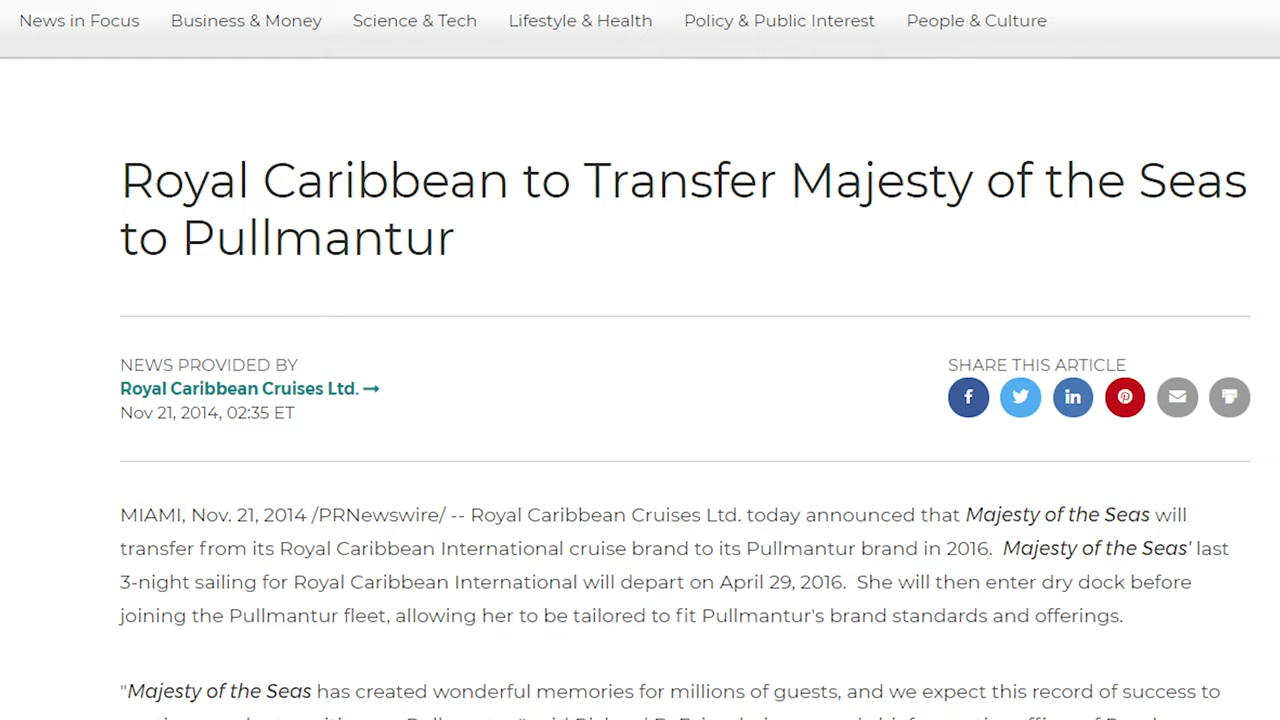 News in Focus Business & Money Science & Tech Lifestyle & Health Policy & Public Interest People & Culture
Royal Caribbean to Transfer Majesty of the Seas
to Pullmantur
NEWS PROVIDED BY
Royal Caribbean Cruises Ltd. →
Nov 21, 2014, 02:35 ET
SHARE THIS ARTICLE
MIAMI, Nov. 21, 2014 /PRNewswire/ -- Royal Caribbean Cruises Ltd. today announced that Majesty of the Seas will
transfer from its Royal Caribbean International cruise brand to its Pullmantur brand in 2016. Majesty of the Seas' last
3-night sailing for Royal Caribbean International will depart on April 29, 2016. She will then enter dry dock before
joining the Pullmantur fleet, allowing her to be tailored to fit Pullmantur's brand standards and offerings.
"Majesty of the Seas has created wonderful memories for millions of guests, and we expect this record of success to